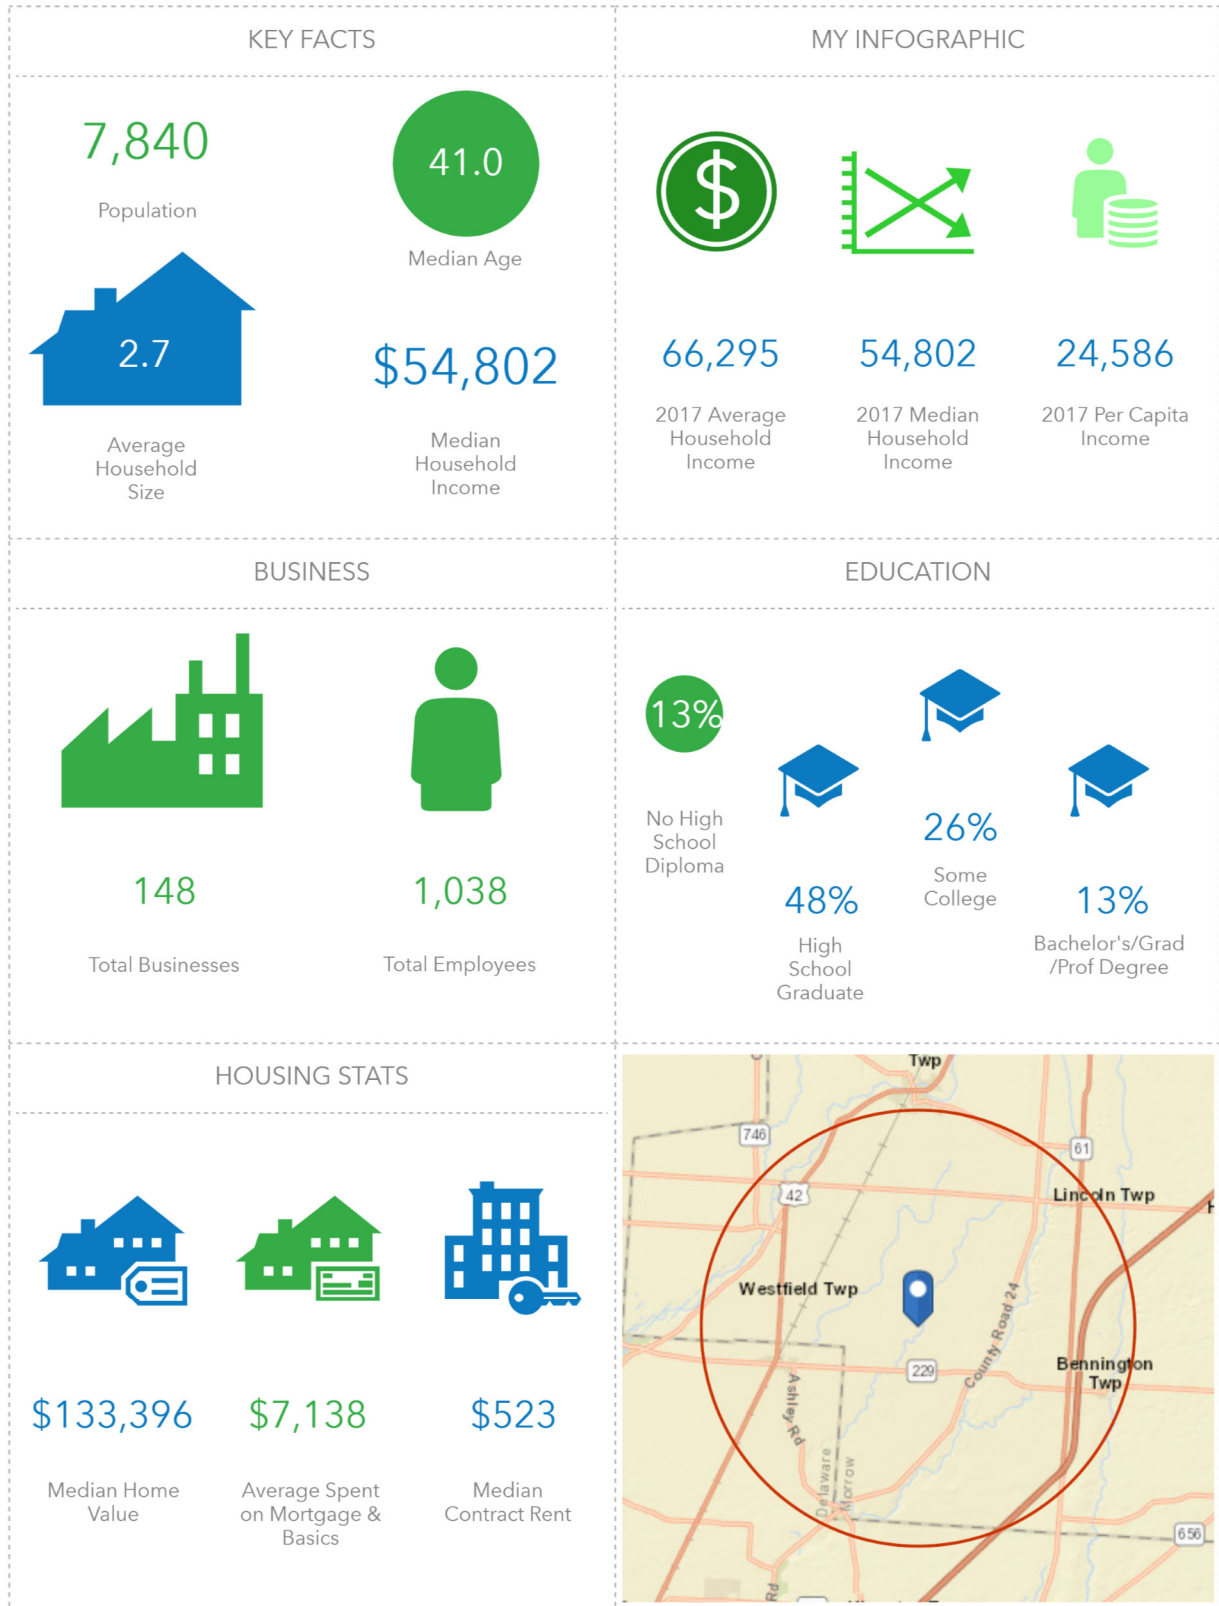 KEY FACTS
7,840
Population
41.0
Median Age
2.7
Average
Household
Size
$54,802
Median
Household
Income
MY INFOGRAPHIC
$
66,295
2017 Average
Household
Income
54,802
2017 Median
Household
Income
24,586
2017 Per Capita
Income
BUSINESS
148
Total Businesses
1,038
Total Employees
EDUCATION
13%
No High
School
Diploma
48%
High
School
Graduate
26%
Some
College
13%
Bachelor's/Grad
/Prof Degree
HOUSING STATS
$133,396
Median Home
Value
$7,138
Average Spent
on Mortgage &
Basics
$523
Median
Contract Rent
Twp
746
61
42
Lincoln Twp
Westfield Twp
County Road 24
229
Bennington
Twp
Ashley Rd
Delaware
Morrow
656
Rd